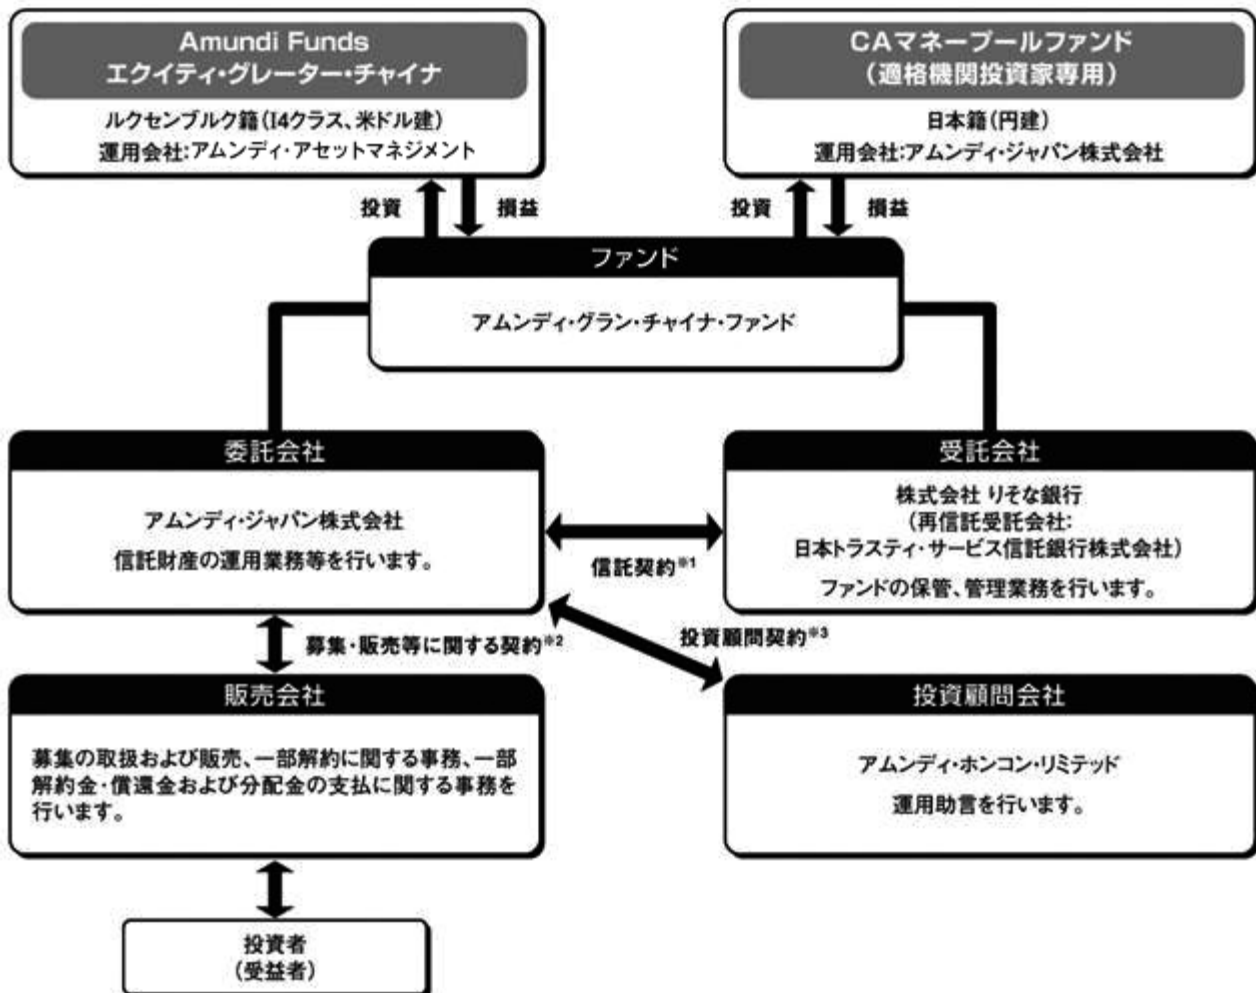 Amundi Funds
エクイティ・グレーター・チャイナ
ルクセンブルク籍(I4クラス、米ドル建)
運用会社:アムンディ・アセットマネジメント
CAマネープールファンド
(適格機関投資家専用)
日本籍(円建)
運用会社:アムンディ・ジャパン株式会社
投資
損益
投資
損益
ファンド
アムンディ・グラン・チャイナ・ファンド
委託会社
アムンディ・ジャパン株式会社
信託財産の運用業務等を行います。
信託契約※1
受託会社
株式会社 りそな銀行
(再信託受託会社:
日本トラスティ・サービス信託銀行株式会社)
ファンドの保管、管理業務を行います。
募集・販売等に関する契約※2
投資顧問契約※3
販売会社
募集の取扱および販売、一部解約に関する事務、一部
解約金・償還金および分配金の支払に関する事務を
行います。
投資顧問会社
アムンディ・ホンコン・リミテッド
運用助言を行います。
投資者
(受益者)